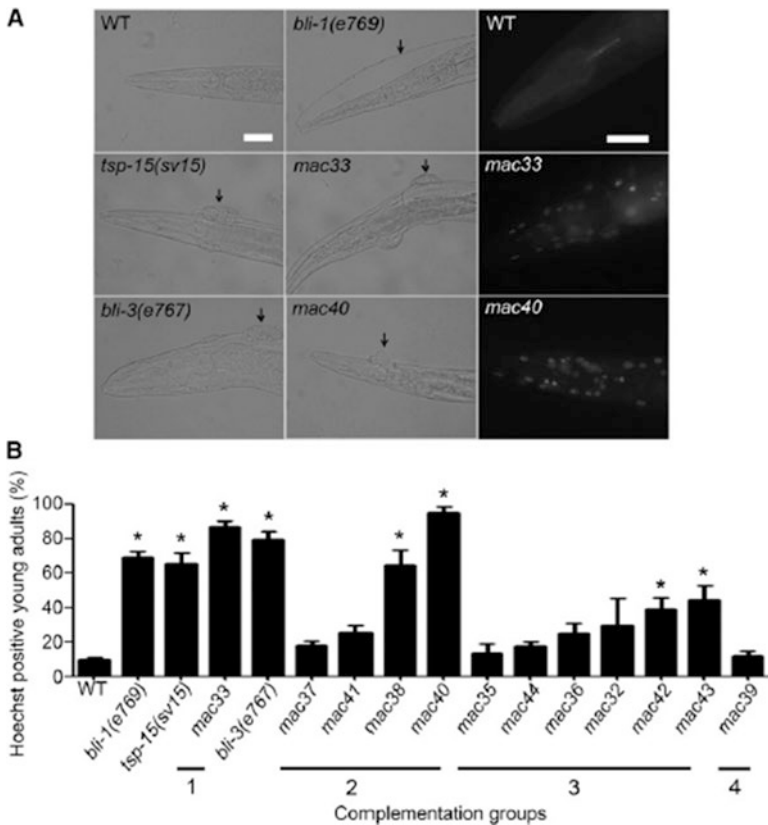 A
WT
bli-1(e769)
WT
tsp-15(sv15)
mac33
mac33
bli-3(e767)
mac40
mac40
B
Hoechst positive young adults (%)
100
80
60
40
20
0
* * * * * * * *
WT
bli-1(e769)
tsp-15(sv15)
mac33
bli-3(e767)
mac37
mac41
mac38
mac40
mac35
mac44
mac36
mac32
mac42
mac43
mac39
1 2 3 4
Complementation groups